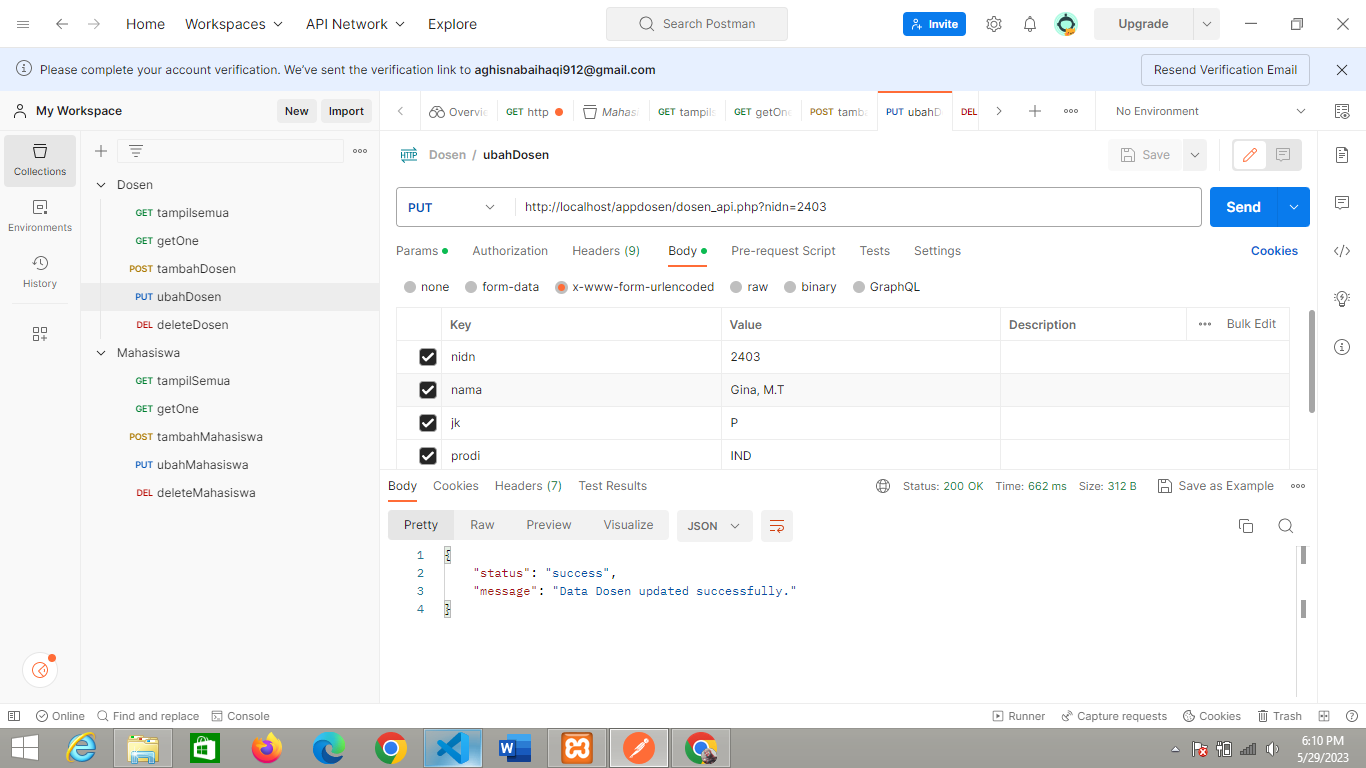 Home Workspaces API Network Explore Search Postman Invite Upgrade
Please complete your account verification. We've sent the verification link to aghisnabaihaqi912@gmail.com Resend Verification Email
My Workspace New Import
Overvie GET http Mahasi GET tampils GET getOne POST tamb PUT ubahD DEL No Environment
HTTP Dosen / ubahDosen Save
Collections
Environments
History
Dosen
GET tampilsemua
GET getOne
POST tambahDosen
PUT ubahDosen
DEL deleteDosen
Mahasiswa
GET tampilSemua
GET getOne
POST tambahMahasiswa
PUT ubahMahasiswa
DEL deleteMahasiswa
PUT http://localhost/appdosen/dosen_api.php?nidn=2403 Send
Params Authorization Headers (9) Body Pre-request Script Tests Settings Cookies
none form-data x-www-form-urlencoded raw binary GraphQL
Key Value Description Bulk Edit
nidn 2403
nama Gina, M.T
jk P
prodi IND
Body Cookies Headers (7) Test Results Status: 200 OK Time: 662 ms Size: 312 B Save as Example
Pretty Raw Preview Visualize JSON
1 {
2 "status": "success",
3 "message": "Data Dosen updated successfully."
4 }
Online Find and replace Console Runner Capture requests Cookies Trash
6:10 PM
5/29/2023